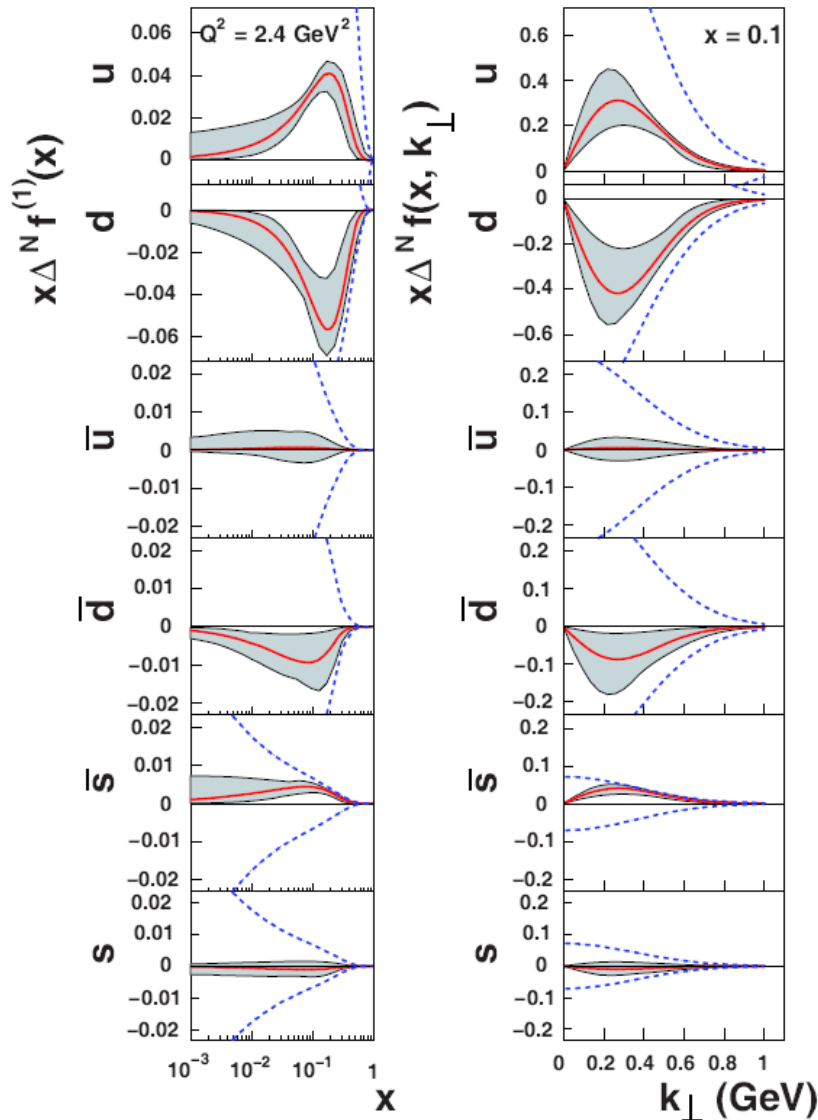 Q² = 2.4 GeV²
x = 0.1
x Δᴺ f⁽¹⁾(x)
x Δᴺ f(x, k⊥)
u
0.06
0.04
0.02
0
u
0.6
0.4
0.2
0
d
0
−0.02
−0.04
−0.06
d
0
−0.2
−0.4
−0.6
u̅
0.02
0.01
0
−0.01
−0.02
u̅
0.2
0.1
0
−0.1
−0.2
d̅
0.02
0.01
0
−0.01
−0.02
d̅
0.2
0.1
0
−0.1
−0.2
s̅
0.02
0.01
0
−0.01
−0.02
s̅
0.2
0.1
0
−0.1
−0.2
s
0.02
0.01
0
−0.01
−0.02
s
0.2
0.1
0
−0.1
−0.2
10⁻³ 10⁻² 10⁻¹ 1
0 0.2 0.4 0.6 0.8 1
x
k⊥ (GeV)